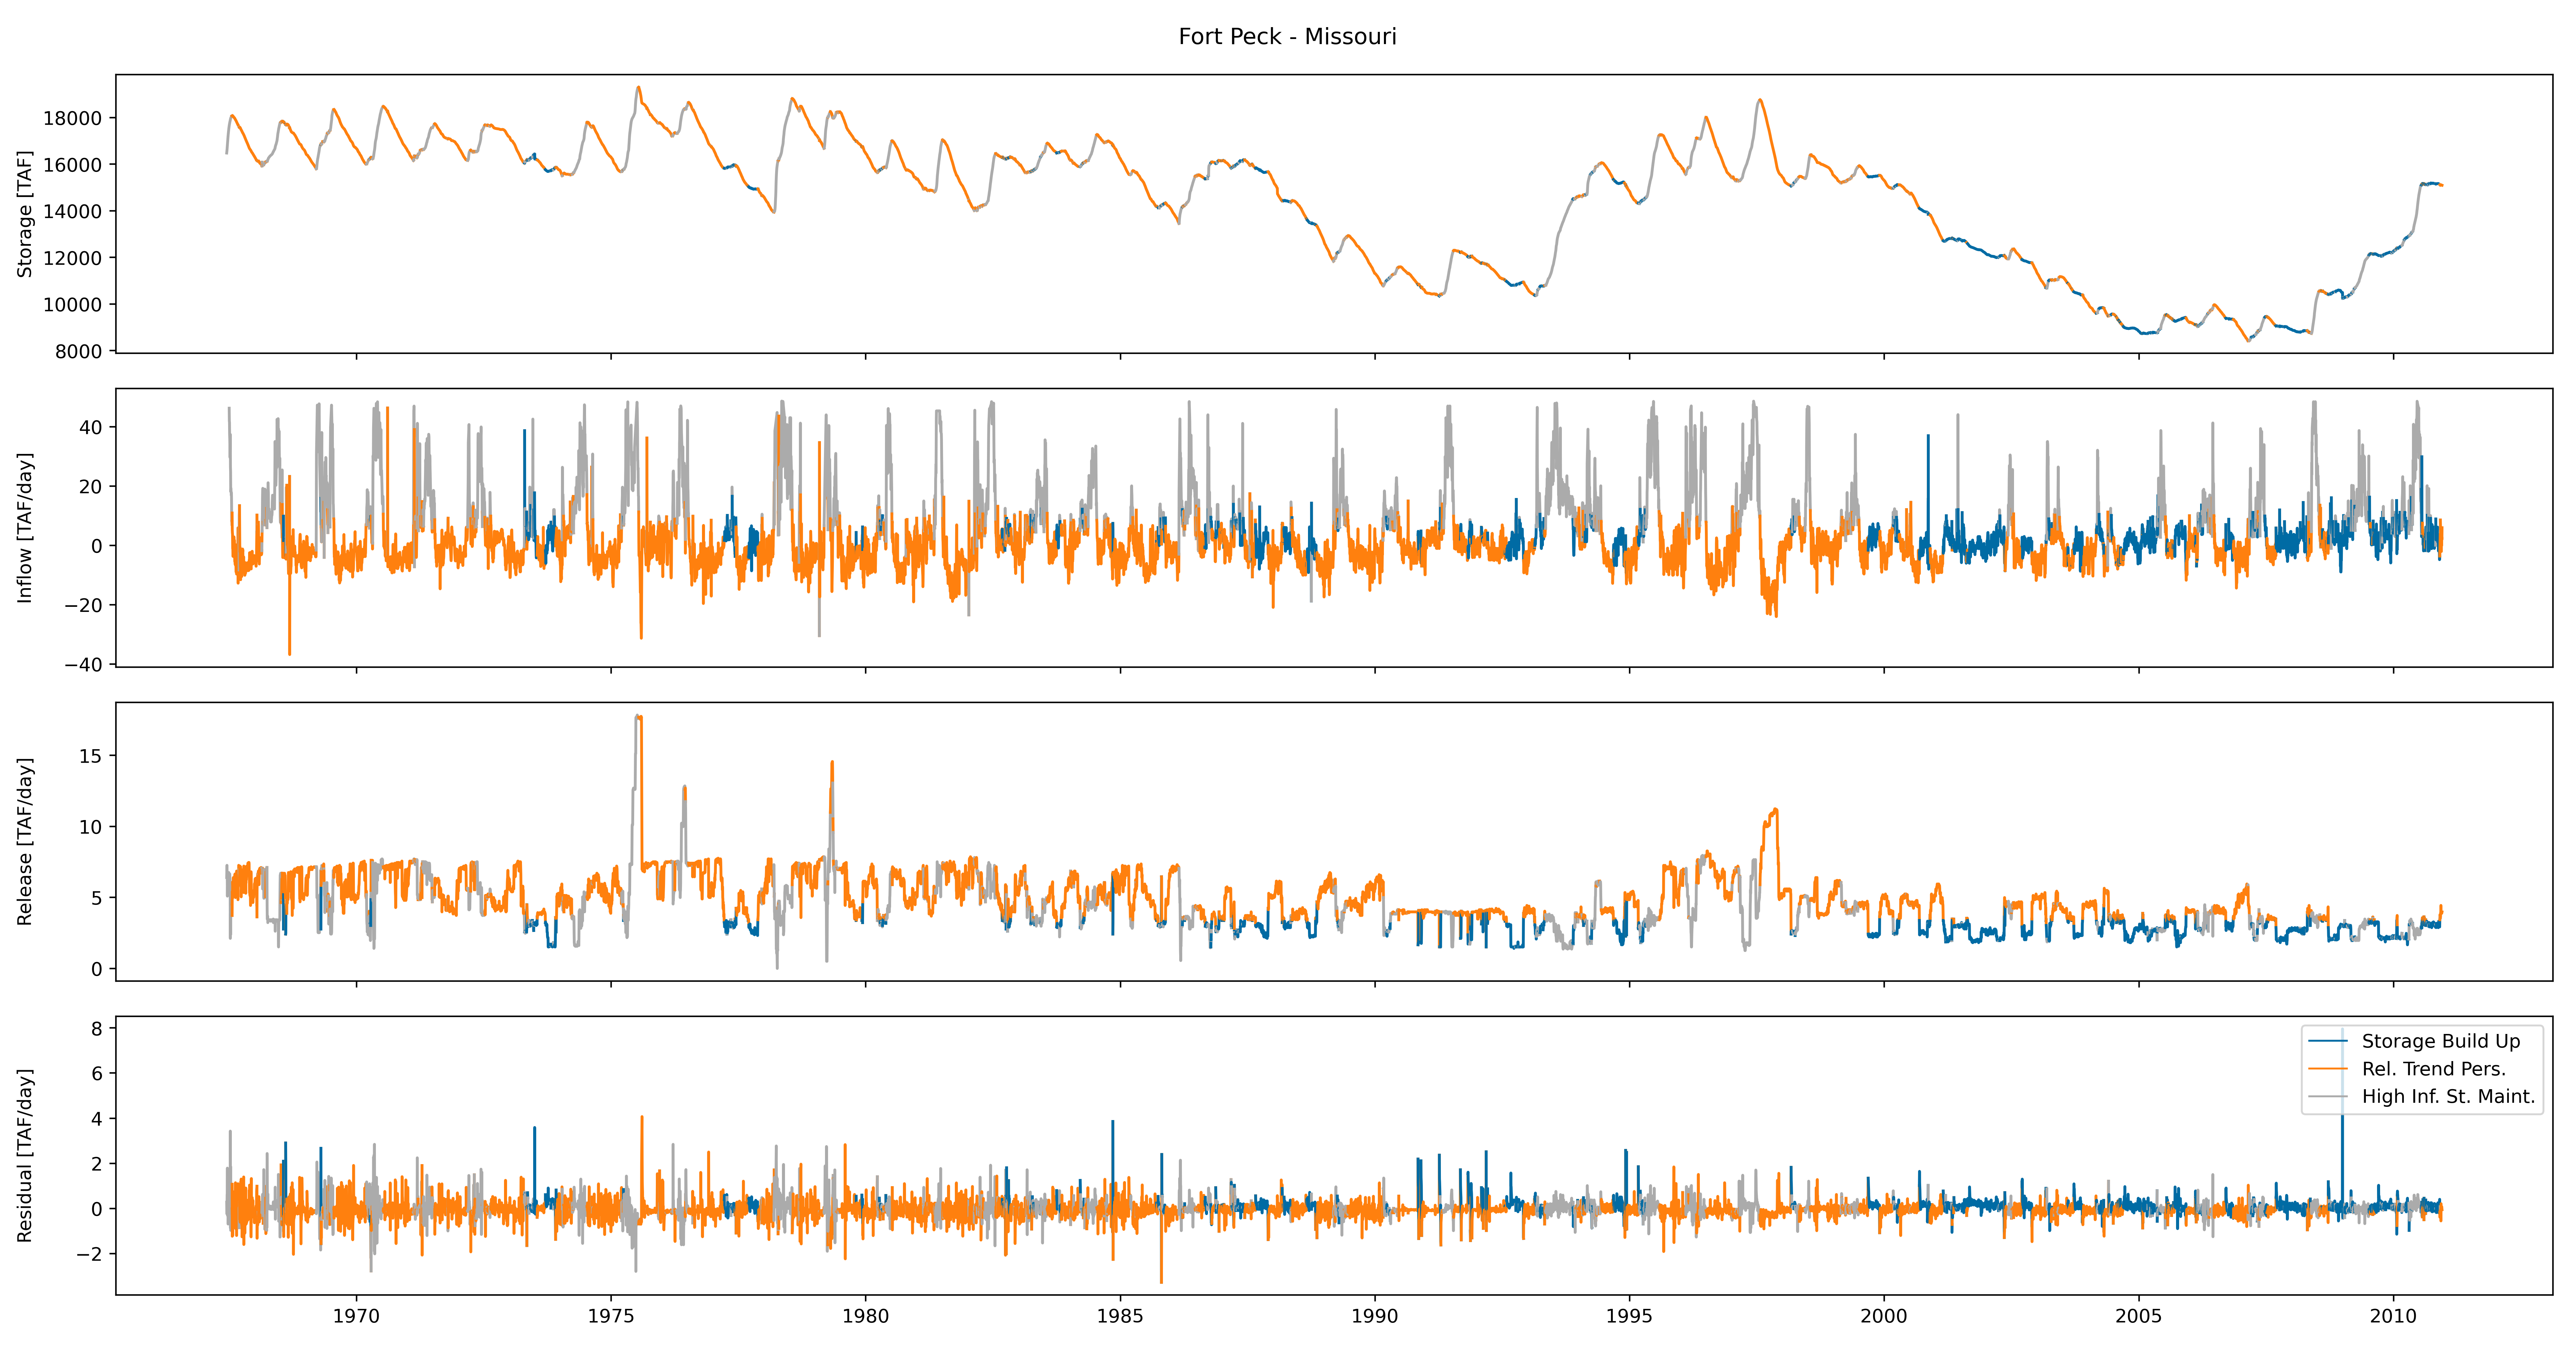 Fort Peck - Missouri
Storage [TAF]
18000
16000
14000
12000
10000
8000
Inflow [TAF/day]
40
20
0
−20
−40
Release [TAF/day]
15
10
5
0
Residual [TAF/day]
8
6
4
2
0
−2
Storage Build Up
Rel. Trend Pers.
High Inf. St. Maint.
1970 1975 1980 1985 1990 1995 2000 2005 2010